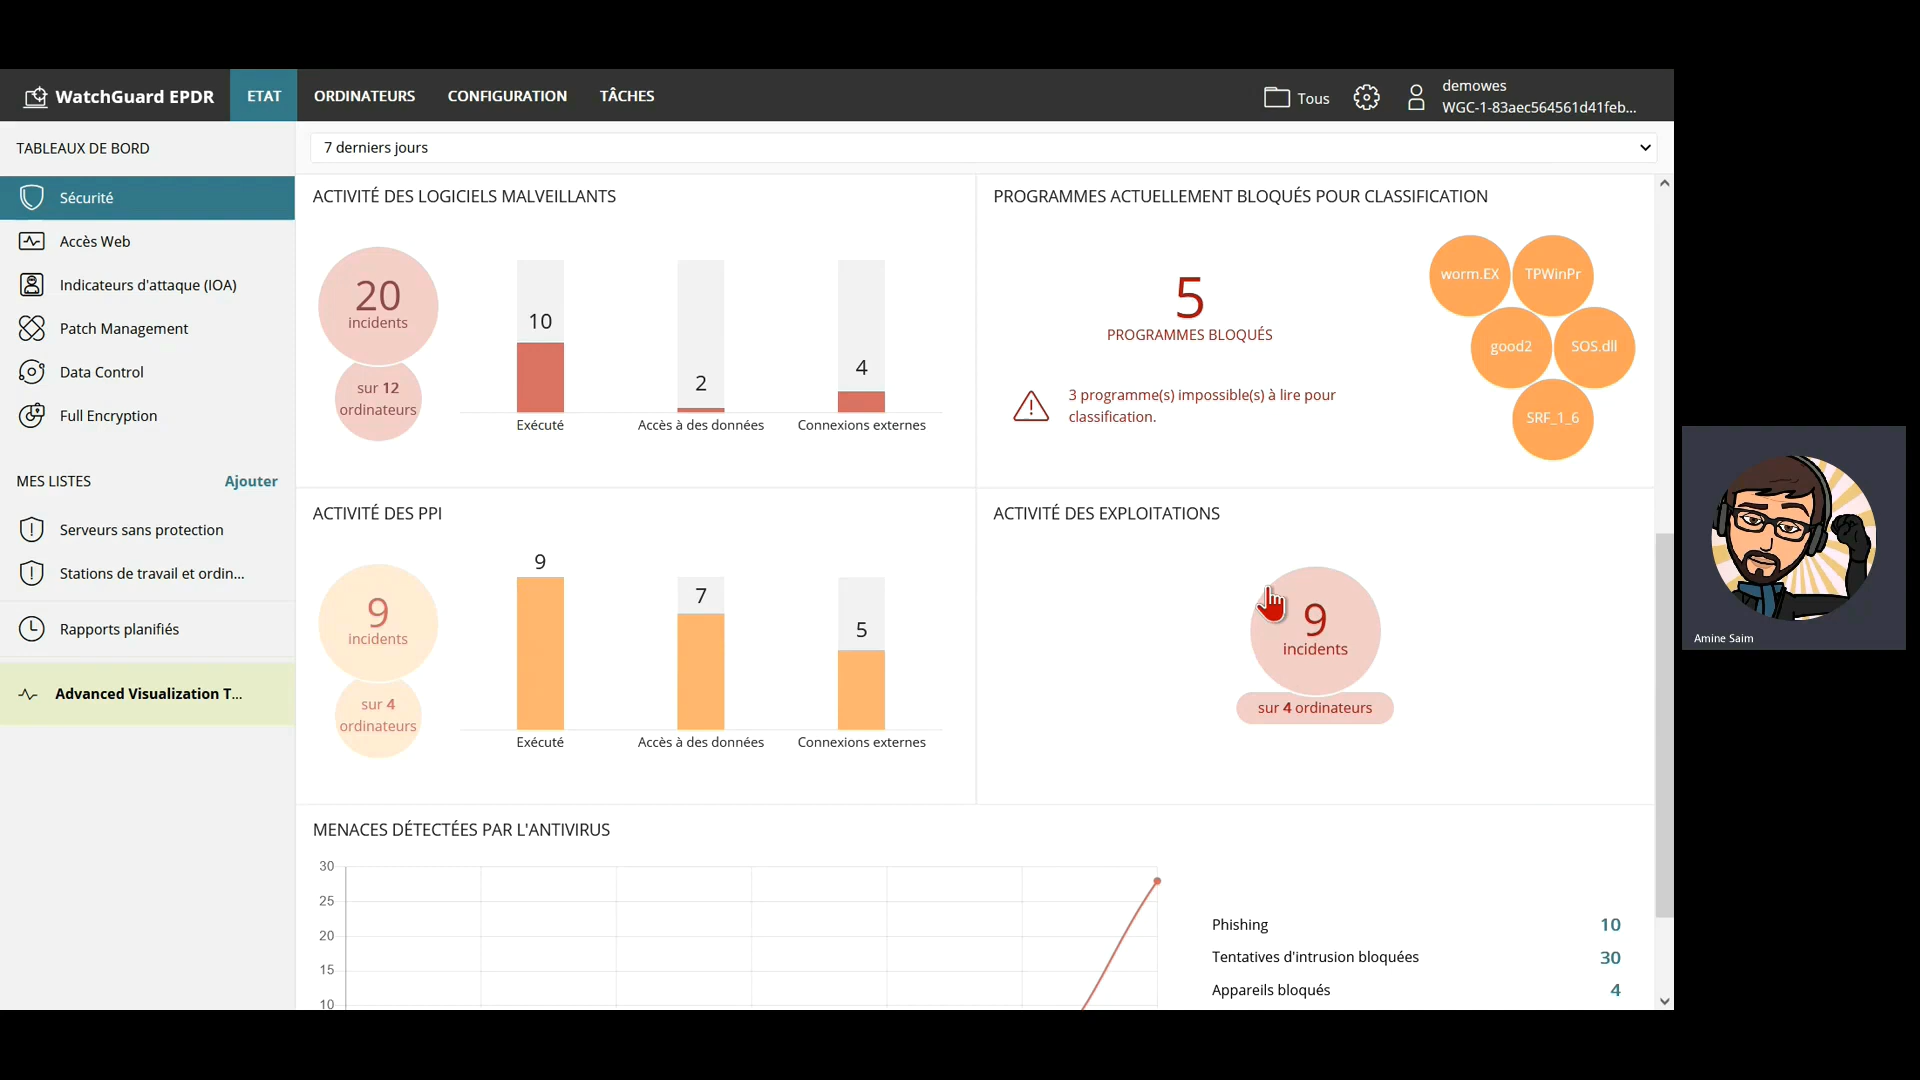 WatchGuard EPDR
ETAT
ORDINATEURS
CONFIGURATION
TÂCHES
Tous
demowes
WGC-1-83aec564561d41feb...
TABLEAUX DE BORD
Sécurité
Accès Web
Indicateurs d'attaque (IOA)
Patch Management
Data Control
Full Encryption
MES LISTES
Ajouter
Serveurs sans protection
Stations de travail et ordin...
Rapports planifiés
Advanced Visualization T...
7 derniers jours
ACTIVITÉ DES LOGICIELS MALVEILLANTS
20
incidents
sur 12
ordinateurs
10
2
4
Exécuté
Accès à des données
Connexions externes
PROGRAMMES ACTUELLEMENT BLOQUÉS POUR CLASSIFICATION
5
PROGRAMMES BLOQUÉS
3 programme(s) impossible(s) à lire pour
classification.
worm.EX
TPWinPr
good2
SOS.dll
SRF_1_6
ACTIVITÉ DES PPI
9
incidents
sur 4
ordinateurs
9
7
5
Exécuté
Accès à des données
Connexions externes
ACTIVITÉ DES EXPLOITATIONS
9
incidents
sur 4 ordinateurs
MENACES DÉTECTÉES PAR L'ANTIVIRUS
30
25
20
15
10
Phishing 10
Tentatives d'intrusion bloquées 30
Appareils bloqués 4
Amine Saim